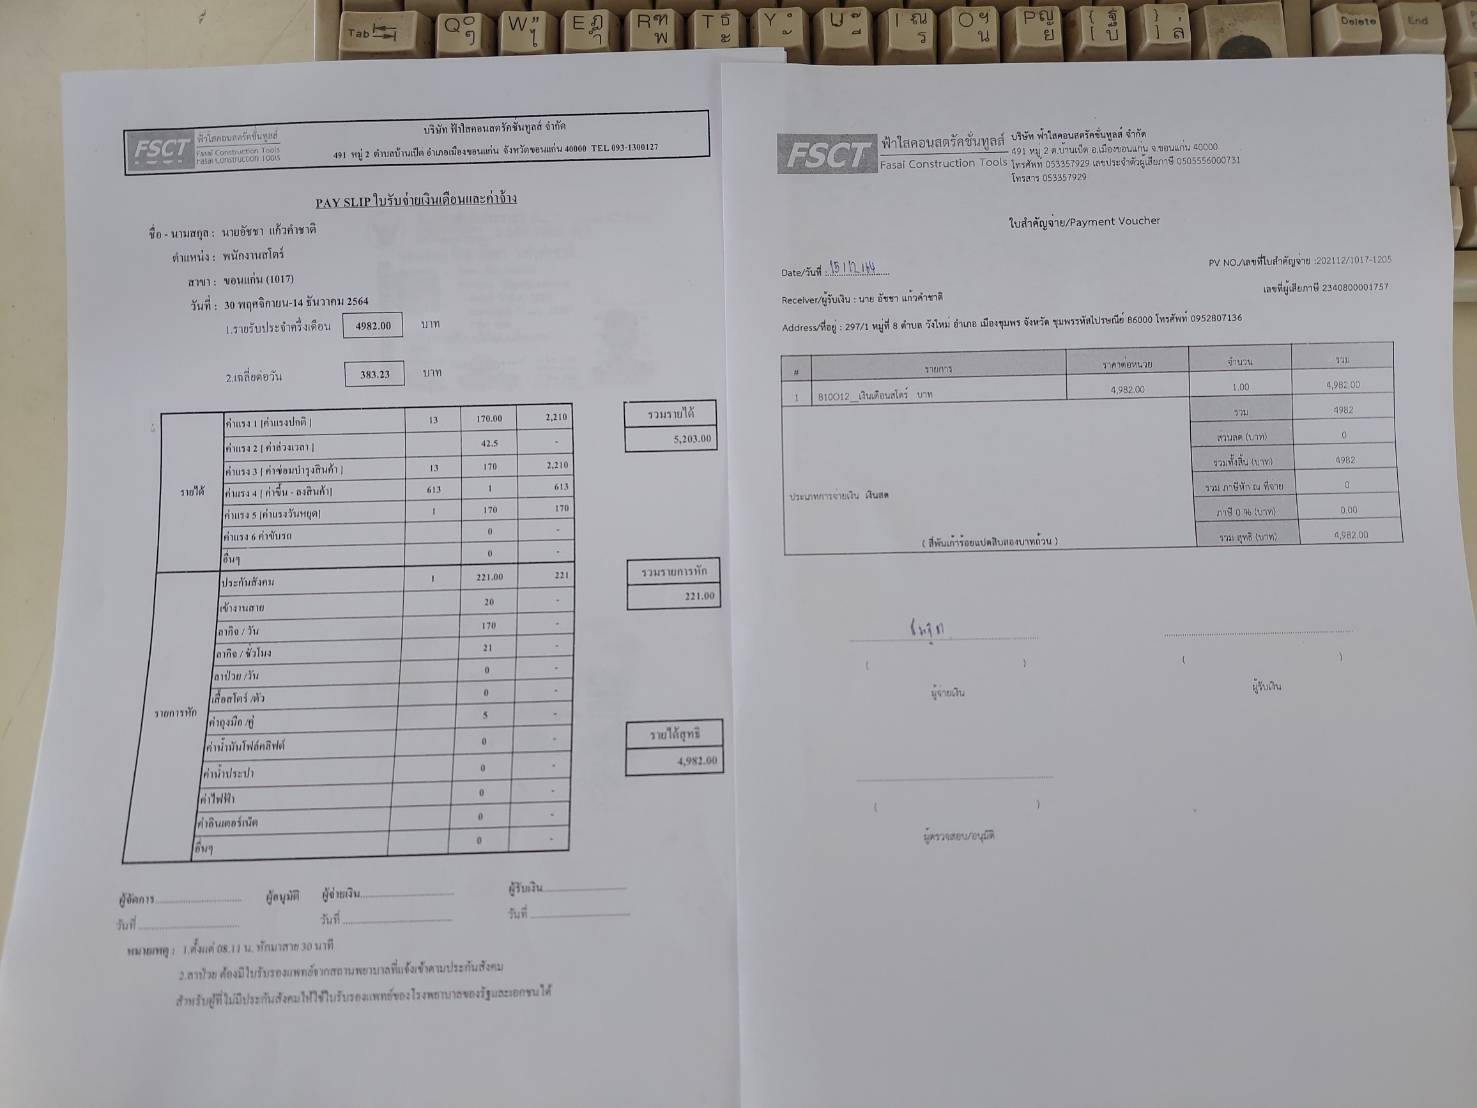 Tab Q W E R T Y U I O P Delete End
FSCT
ฟ้าใสคอนสตรัคชั่นทูลส์
Fasai Construction Tools
บริษัท ฟ้าใสคอนสตรัคชั่นทูลส์ จำกัด
491 หมู่ 2 ตำบลบ้านเป็ด อำเภอเมืองขอนแก่น จังหวัดขอนแก่น 40000 TEL 093-1300127
PAY SLIP ใบรับจ่ายเงินเดือนและค่าจ้าง
ชื่อ - นามสกุล : นายอัชชา แก้วคำชาติ
ตำแหน่ง : พนักงานสโตร์
สาขา : ขอนแก่น (1017)
วันที่ : 30 พฤศจิกายน-14 ธันวาคม 2564
1.รายรับประจำครึ่งเดือน 4982.00 บาท
2.เฉลี่ยต่อวัน 383.23 บาท
รายได้
ค่าแรง 1 [ค่าแรงปกติ ] 13 170.00 2,210
ค่าแรง 2 [ ค่าล่วงเวลา ] 42.5 -
ค่าแรง 3 [ ค่าซ่อมบำรุงสินค้า ] 13 170 2,210
ค่าแรง 4 [ ค่าขึ้น - ลงสินค้า] 613 1 613
ค่าแรง 5 [ค่าแรงวันหยุด] 1 170 170
ค่าแรง 6 ค่าขับรถ 0 -
อื่นๆ 0 -
รวมรายได้
5,203.00
รายการหัก
ประกันสังคม 1 221.00 221
เข้างานสาย 20 -
ลากิจ / วัน 170 -
ลากิจ / ชั่วโมง 21 -
ลาป่วย /วัน 0 -
เสื้อสโตร์ /ตัว 0 -
ค่าถุงมือ /คู่ 5 -
ค่าน้ำมันโฟล์คลิฟต์ 0 -
ค่าน้ำประปา 0 -
ค่าไฟฟ้า 0 -
ค่าอินเตอร์เน็ต 0 -
อื่นๆ 0 -
รวมรายการหัก
221.00
รายได้สุทธิ
4,982.00
ผู้จัดการ ผู้อนุมัติ ผู้จ่ายเงิน ผู้รับเงิน
วันที่ วันที่ วันที่
หมายเหตุ : 1.ตั้งแต่ 08.11 น. หักมาสาย 30 นาที
2.ลาป่วย ต้องมีใบรับรองแพทย์จากสถานพยาบาลที่แจ้งเข้าตามประกันสังคม
สำหรับผู้ที่ไม่มีประกันสังคมให้ใช้ใบรับรองแพทย์ของโรงพยาบาลของรัฐและเอกชนได้
FSCT
ฟ้าใสคอนสตรัคชั่นทูลส์
Fasai Construction Tools
บริษัท ฟ้าใสคอนสตรัคชั่นทูลส์ จำกัด
491 หมู่ 2 ต.บ้านเป็ด อ.เมืองขอนแก่น จ.ขอนแก่น 40000
โทรศัพท์ 053357929 เลขประจำตัวผู้เสียภาษี 0505556000731
โทรสาร 053357929
ใบสำคัญจ่าย/Payment Voucher
Date/วันที่ : 15/12/64
PV NO./เลขที่ใบสำคัญจ่าย :202112/1017-1205
Receiver/ผู้รับเงิน : นาย อัชชา แก้วคำชาติ
เลขที่ผู้เสียภาษี 2340800001757
Address/ที่อยู่ : 297/1 หมู่ที่ 8 ตำบล วังใหม่ อำเภอ เมืองชุมพร จังหวัด ชุมพรรหัสไปรษณีย์ 86000 โทรศัพท์ 0952807136
# รายการ ราคาต่อหน่วย จำนวน รวม
1 810012__เงินเดือนสโตร์ บาท 4,982.00 1.00 4,982.00
รวม 4982
ส่วนลด (บาท) 0
รวมทั้งสิ้น (บาท) 4982
ประเภทการจ่ายเงิน เงินสด
รวม ภาษีหัก ณ ที่จ่าย 0
ภาษี 0 % (บาท) 0.00
( สี่พันเก้าร้อยแปดสิบสองบาทถ้วน )
รวม สุทธิ (บาท) 4,982.00
( )
ผู้จ่ายเงิน
( )
ผู้รับเงิน
( )
ผู้ตรวจสอบ/อนุมัติ